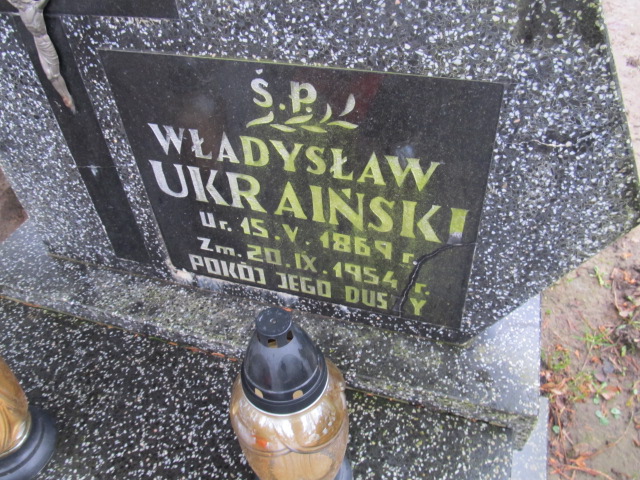 Ś.P.
WŁADYSŁAW
UKRAIŃSKI
Ur. 15. V. 1869 r.
Zm. 20. IX. 1954 r.
POKÓJ JEGO DUSZY